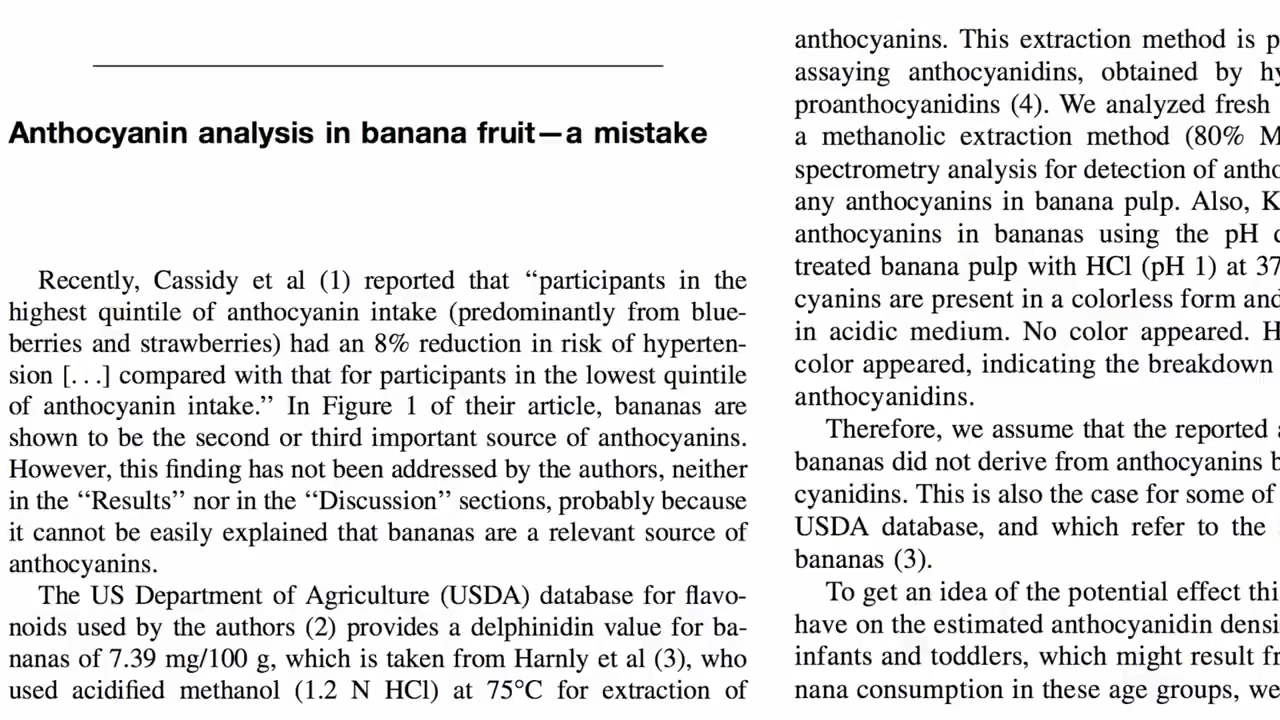 Anthocyanin analysis in banana fruit—a mistake
Recently, Cassidy et al (1) reported that “participants in the
highest quintile of anthocyanin intake (predominantly from blue-
berries and strawberries) had an 8% reduction in risk of hyperten-
sion [. . .] compared with that for participants in the lowest quintile
of anthocyanin intake.” In Figure 1 of their article, bananas are
shown to be the second or third important source of anthocyanins.
However, this finding has not been addressed by the authors, neither
in the “Results” nor in the “Discussion” sections, probably because
it cannot be easily explained that bananas are a relevant source of
anthocyanins.
The US Department of Agriculture (USDA) database for flavo-
noids used by the authors (2) provides a delphinidin value for ba-
nanas of 7.39 mg/100 g, which is taken from Harnly et al (3), who
used acidified methanol (1.2 N HCl) at 75°C for extraction of
anthocyanins. This extraction method is p
assaying anthocyanidins, obtained by hy
proanthocyanidins (4). We analyzed fresh
a methanolic extraction method (80% M
spectrometry analysis for detection of antho
any anthocyanins in banana pulp. Also, K
anthocyanins in bananas using the pH
treated banana pulp with HCl (pH 1) at 37
cyanins are present in a colorless form and
in acidic medium. No color appeared. H
color appeared, indicating the breakdown
anthocyanidins.
Therefore, we assume that the reported
bananas did not derive from anthocyanins b
cyanidins. This is also the case for some of
USDA database, and which refer to the
bananas (3).
To get an idea of the potential effect thi
have on the estimated anthocyanidin densi
infants and toddlers, which might result fr
nana consumption in these age groups, we